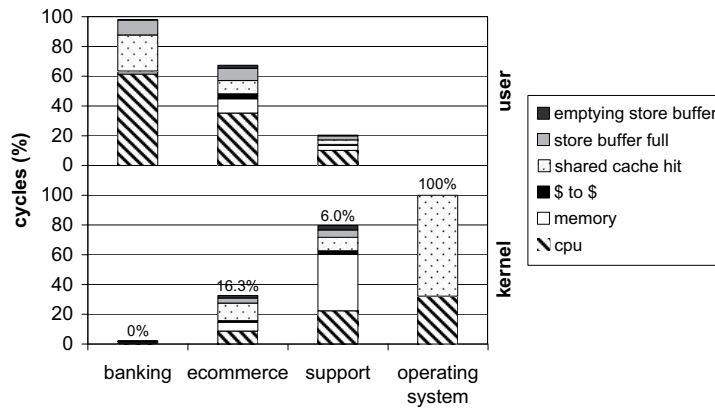 100
80
60
40
20
0
user
100
80
60
40
20
0
kernel
cycles (%)
0%
16.3%
6.0%
100%
banking
ecommerce
support
operating
system
emptying store buffer
store buffer full
shared cache hit
$ to $
memory
cpu